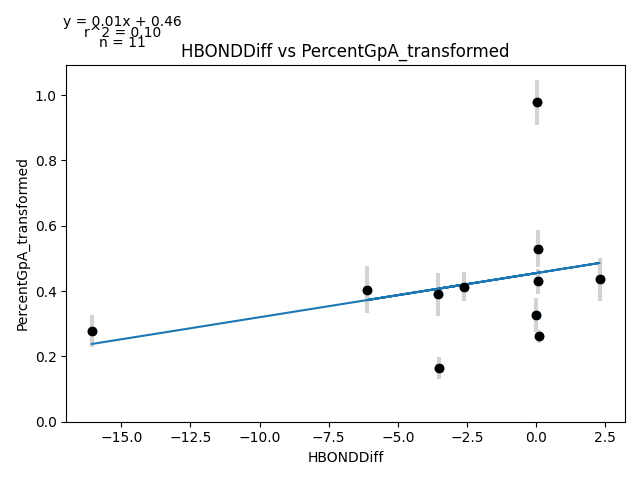 y = 0.01x + 0.46
r^2 = 0.10
n = 11
HBONDDiff vs PercentGpA_transformed
1.0
0.8
0.6
0.4
0.2
0.0
PercentGpA_transformed
−15.0 −12.5 −10.0 −7.5 −5.0 −2.5 0.0 2.5
HBONDDiff